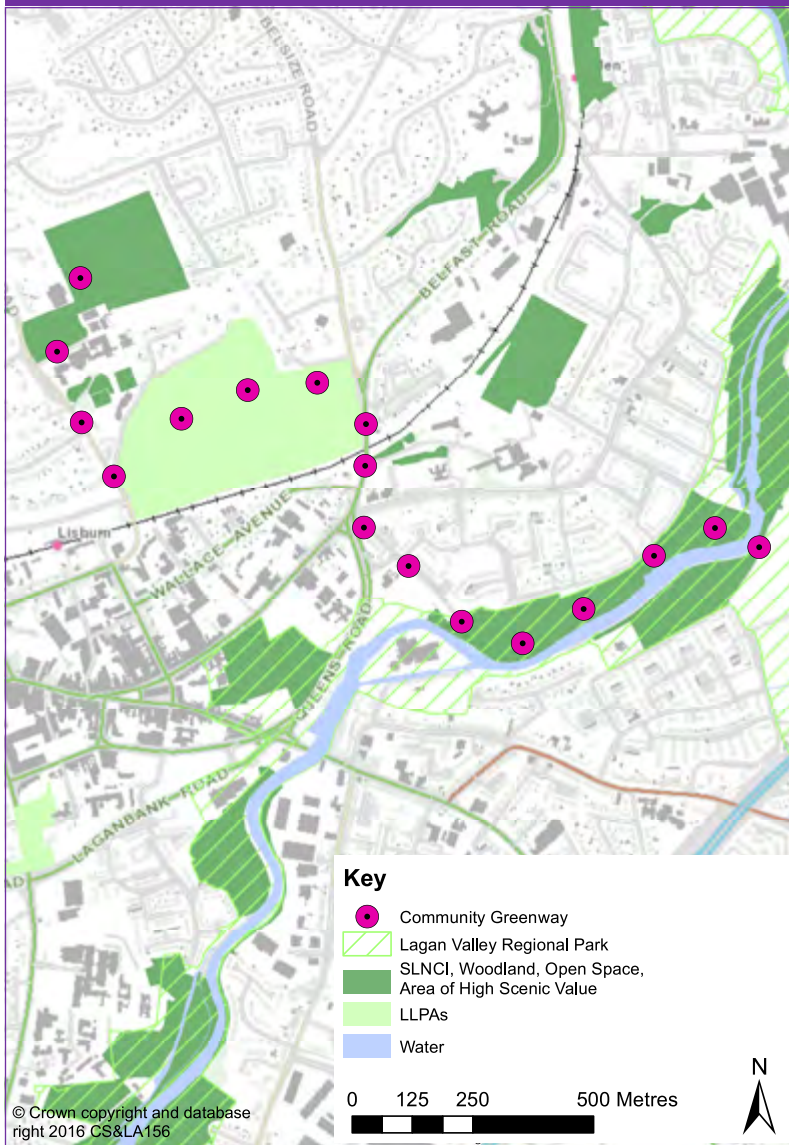 BELSIZE ROAD
BELFAST ROAD
Lisburn
WALLACE AVENUE
QUEENS ROAD
LAGANBANK ROAD
AD
Key
Community Greenway
Lagan Valley Regional Park
SLNCI, Woodland, Open Space,
Area of High Scenic Value
LLPAs
Water
0 125 250 500 Metres
N
© Crown copyright and database
right 2016 CS&LA156